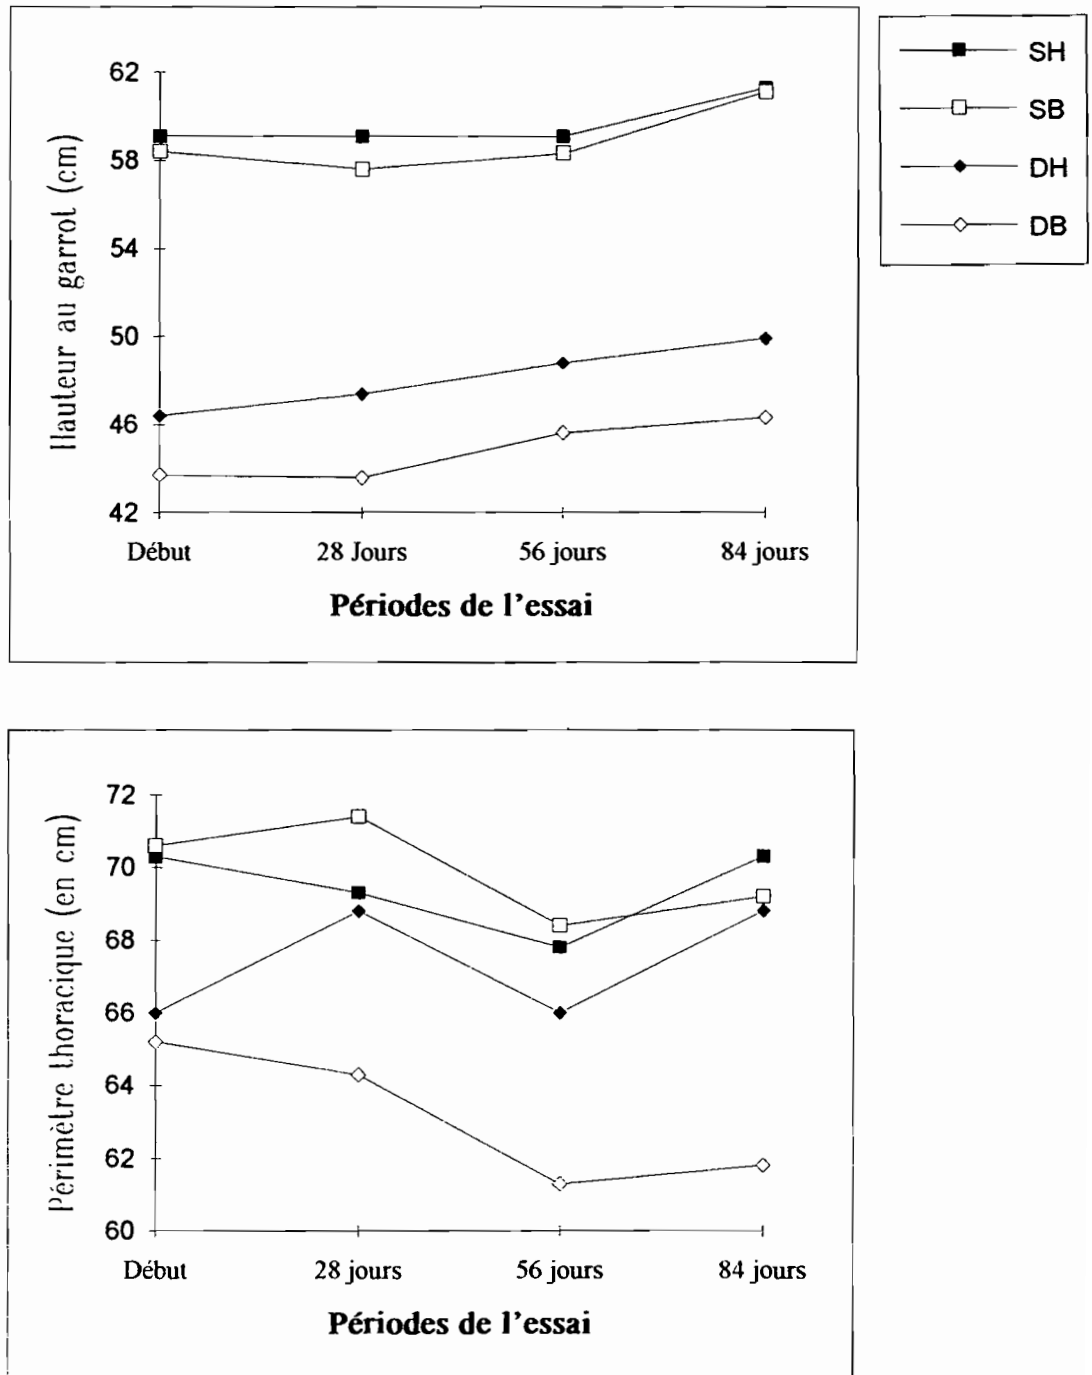 62
58
54
50
46
42
Hauteur au garrot (cm)
Début
28 Jours
56 jours
84 jours
Périodes de l'essai
SH
SB
DH
DB
72
70
68
66
64
62
60
Périmètre thoracique (en cm)
Début
28 jours
56 jours
84 jours
Périodes de l'essai